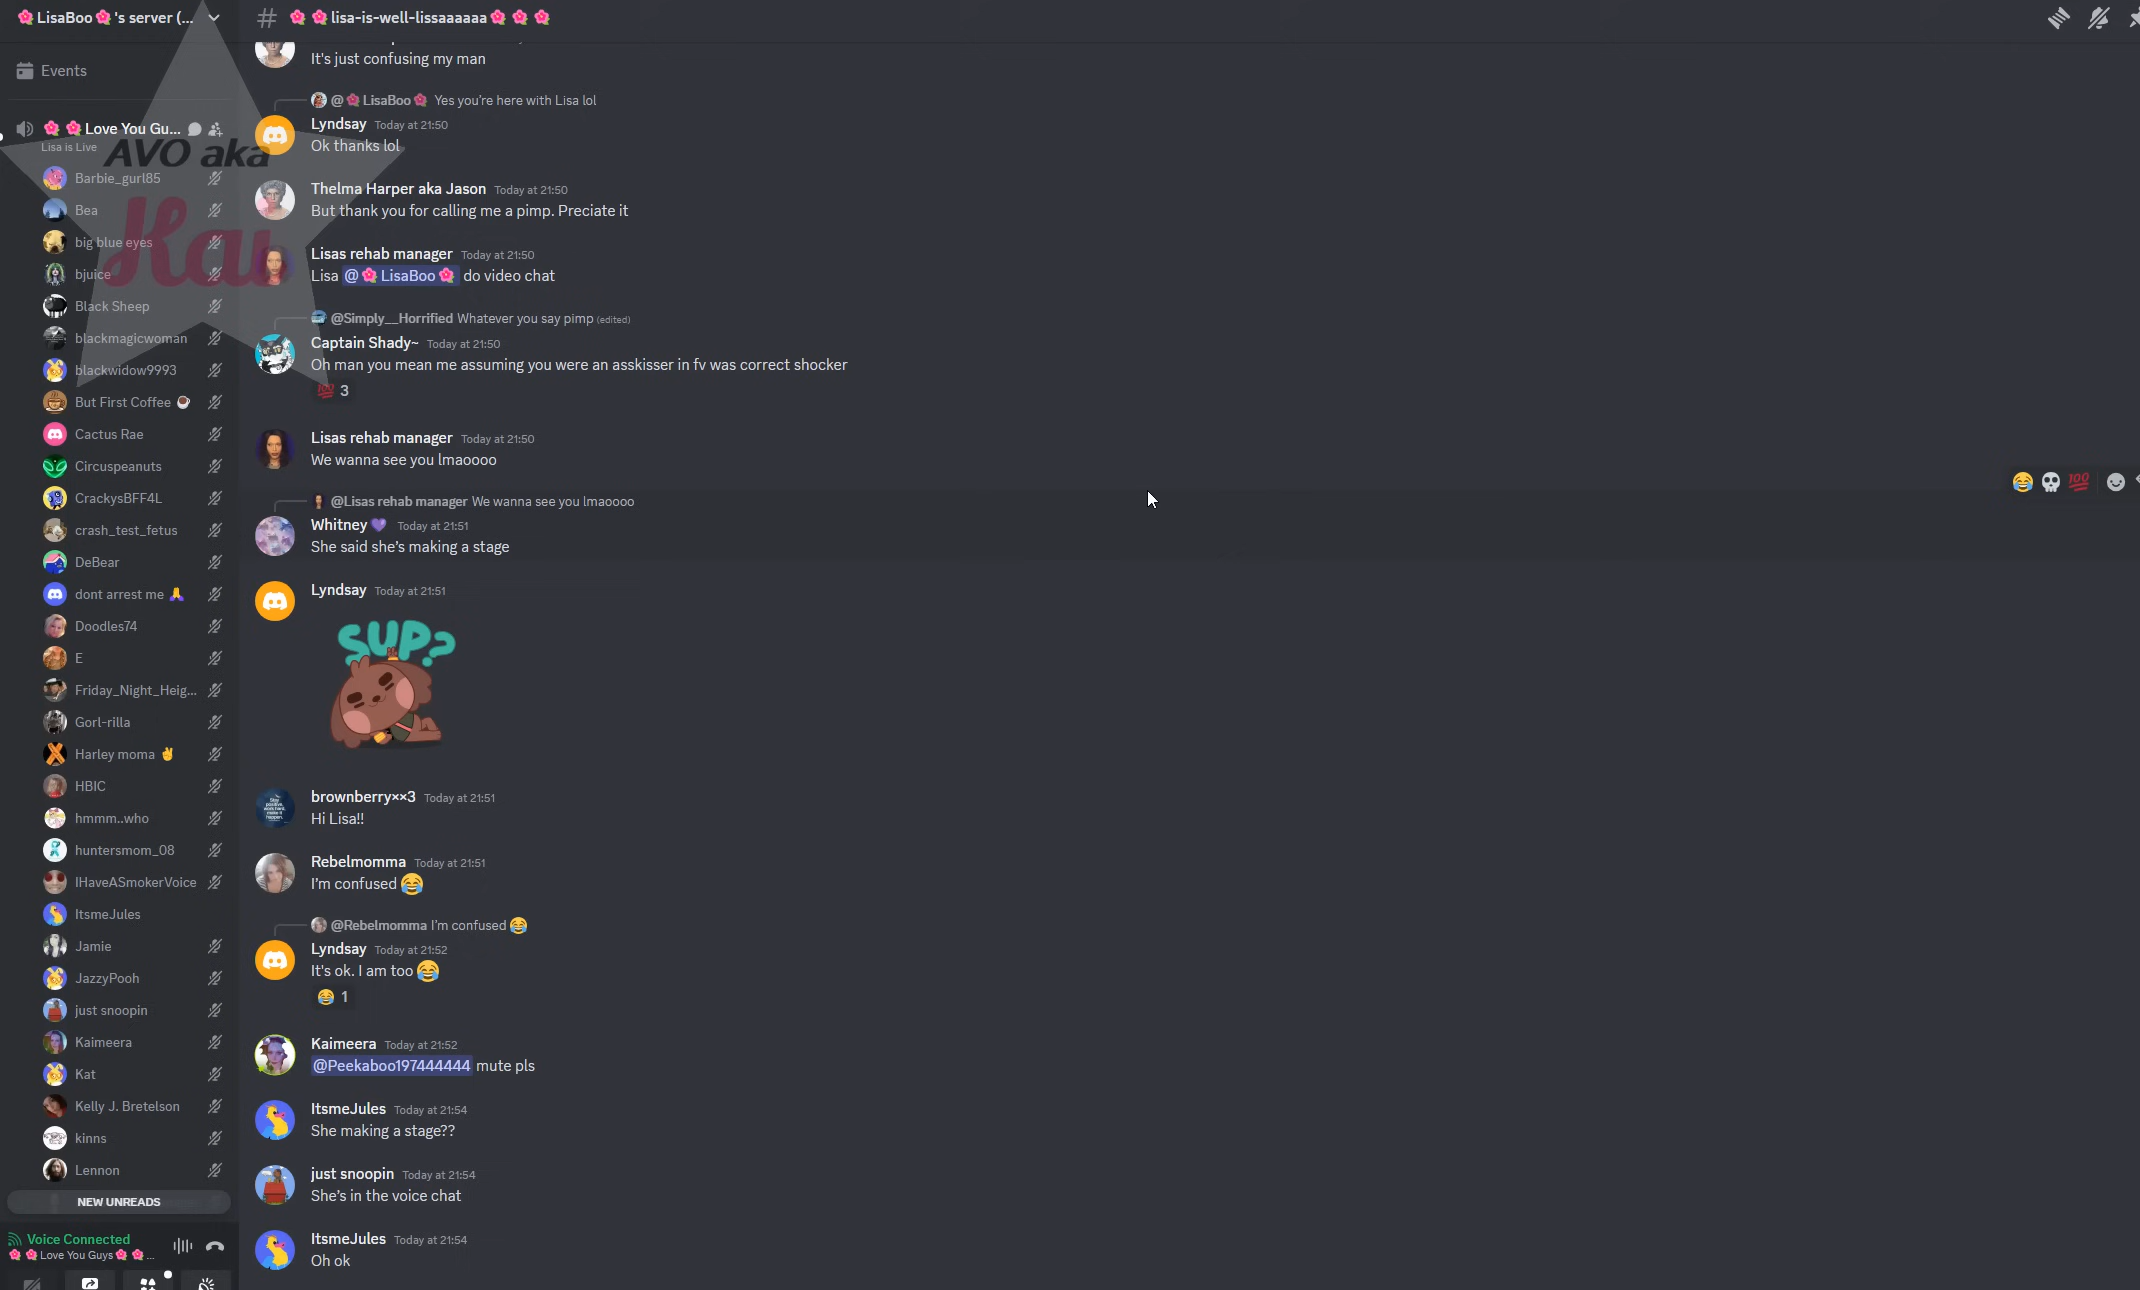 🌺LisaBoo🌺's server (...
Events
🌺 🌺Love You Gu...
Lisa is Live
AVO aka
Kai
Barbie_gurl85
Bea
big blue eyes
bjuice
Black Sheep
blackmagicwoman
blackwidow9993
But First Coffee ☕
Cactus Rae
Circuspeanuts
CrackysBFF4L
crash_test_fetus
DeBear
dont arrest me 🙏
Doodles74
E
Friday_Night_Heig...
Gorl-rilla
Harley moma ✌
HBIC
hmmm..who
huntersmom_08
IHaveASmokerVoice
ItsmeJules
Jamie
JazzyPooh
just snoopin
Kaimeera
Kat
Kelly J. Bretelson
kinns
Lennon
NEW UNREADS
Voice Connected
🌺 🌺Love You Guys🌺 🌺...
# 🌺 🌺lisa-is-well-lissaaaaaa🌺 🌺 🌺
It's just confusing my man
@🌺LisaBoo🌺 Yes you're here with Lisa lol
Lyndsay Today at 21:50
Ok thanks lol
Thelma Harper aka Jason Today at 21:50
But thank you for calling me a pimp. Preciate it
Lisas rehab manager Today at 21:50
Lisa @🌺LisaBoo🌺 do video chat
@Simply__Horrified Whatever you say pimp (edited)
Captain Shady~ Today at 21:50
Oh man you mean me assuming you were an asskisser in fv was correct shocker
💯 3
Lisas rehab manager Today at 21:50
We wanna see you lmaoooo
@Lisas rehab manager We wanna see you lmaoooo
Whitney💜 Today at 21:51
She said she's making a stage
Lyndsay Today at 21:51
SUP?
brownberry××3 Today at 21:51
Hi Lisa!!
Rebelmomma Today at 21:51
I'm confused 😂
@Rebelmomma I'm confused 😂
Lyndsay Today at 21:52
It's ok. I am too 😂
😂 1
Kaimeera Today at 21:52
@Peekaboo197444444 mute pls
ItsmeJules Today at 21:54
She making a stage??
just snoopin Today at 21:54
She's in the voice chat
ItsmeJules Today at 21:54
Oh ok